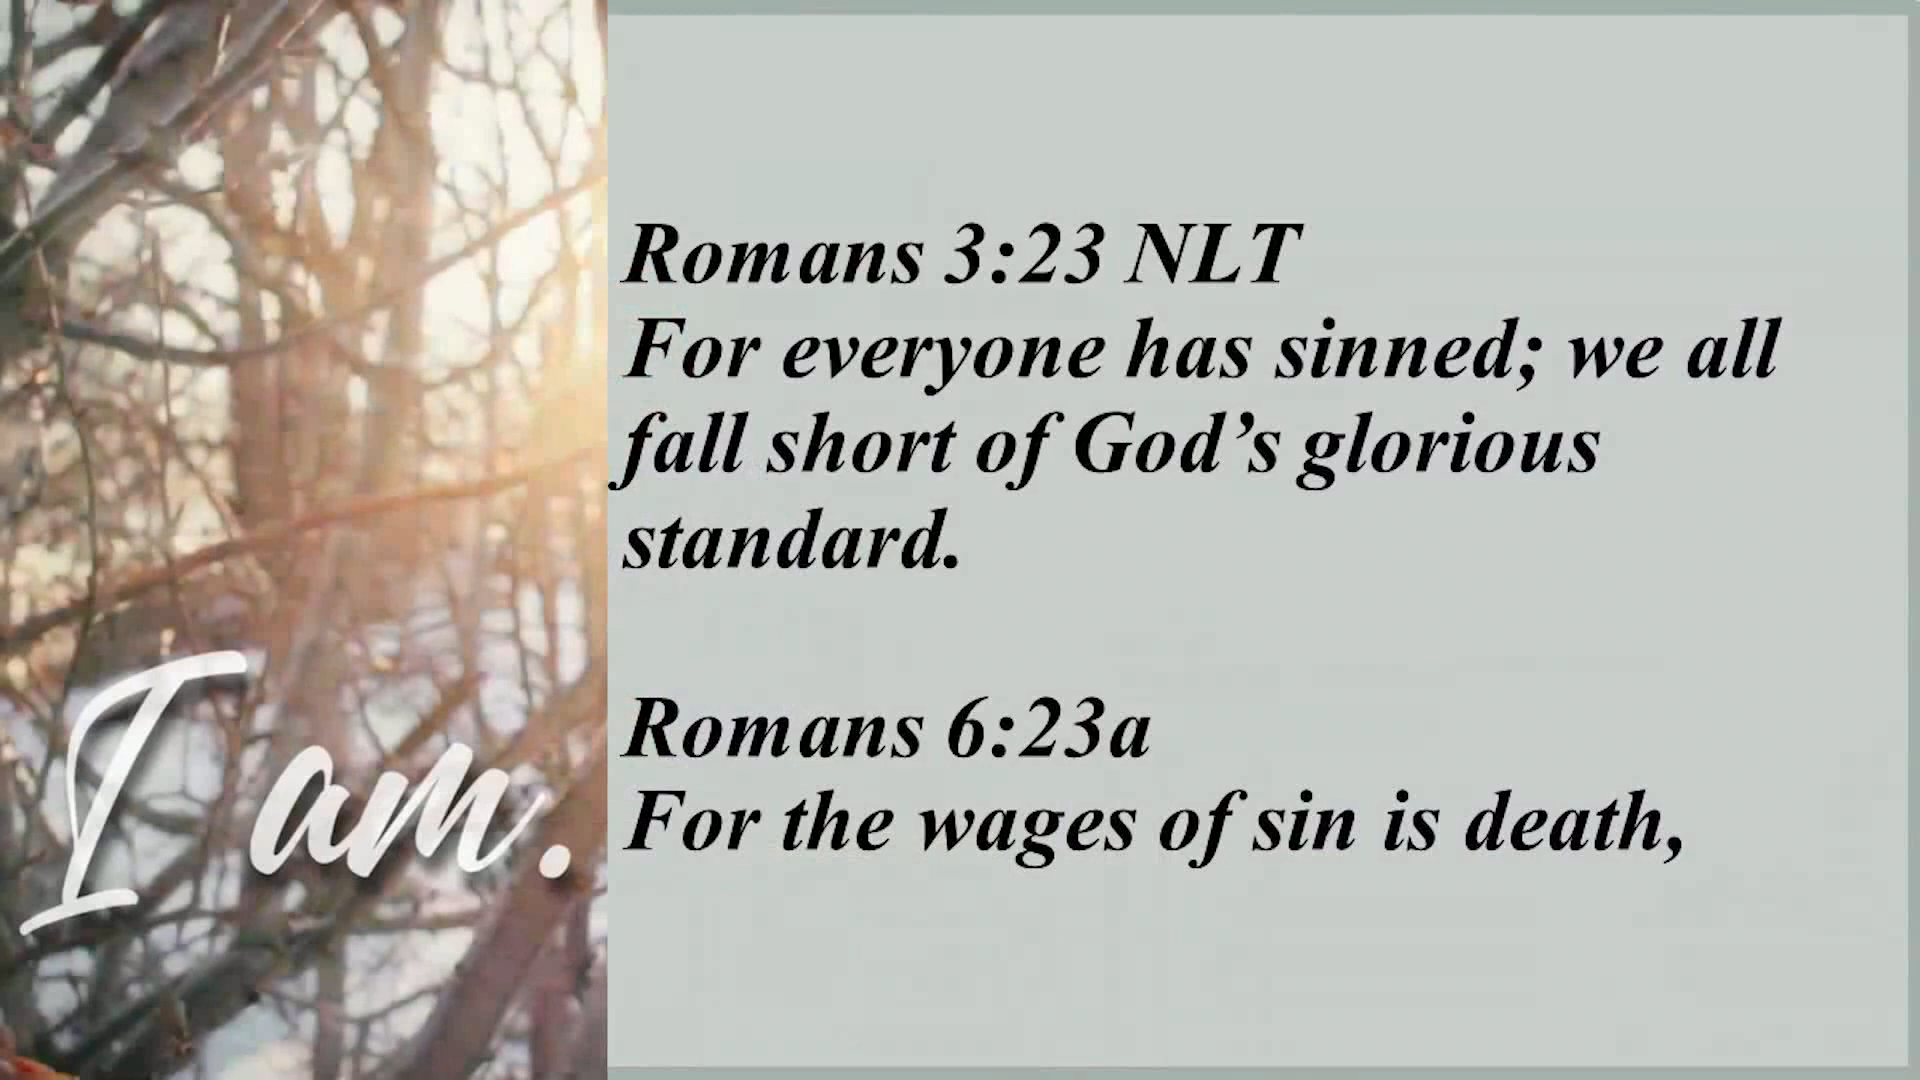 I am.
Romans 3:23 NLT
For everyone has sinned; we all
fall short of God’s glorious
standard.
Romans 6:23a
For the wages of sin is death,